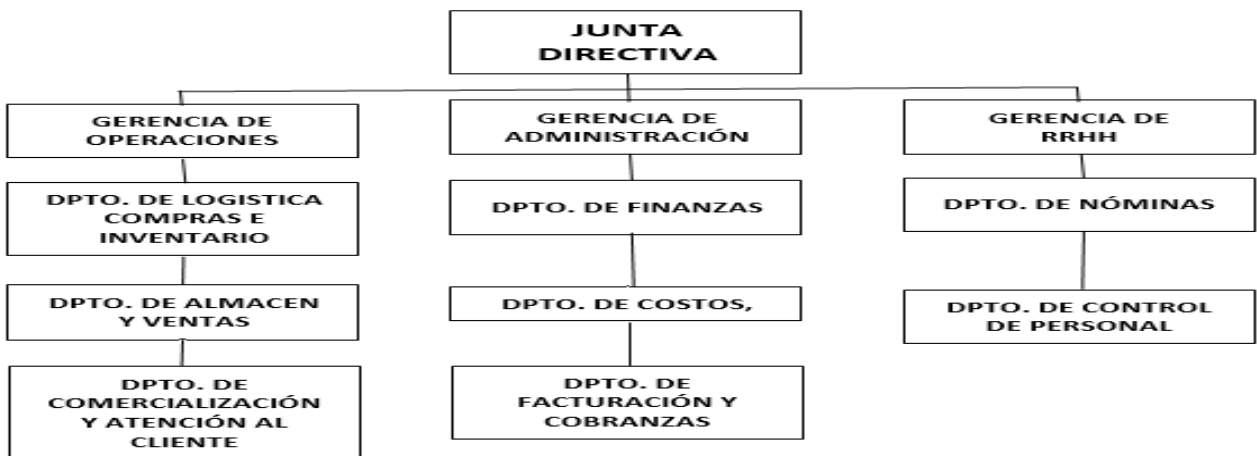 JUNTA
DIRECTIVA
GERENCIA DE
OPERACIONES
GERENCIA DE
ADMINISTRACIÓN
GERENCIA DE
RRHH
DPTO. DE LOGISTICA
COMPRAS E
INVENTARIO
DPTO. DE FINANZAS
DPTO. DE NÓMINAS
DPTO. DE ALMACEN
Y VENTAS
DPTO. DE COSTOS,
DPTO. DE CONTROL
DE PERSONAL
DPTO. DE
COMERCIALIZACIÓN
Y ATENCIÓN AL
CLIENTE
DPTO. DE
FACTURACIÓN Y
COBRANZAS